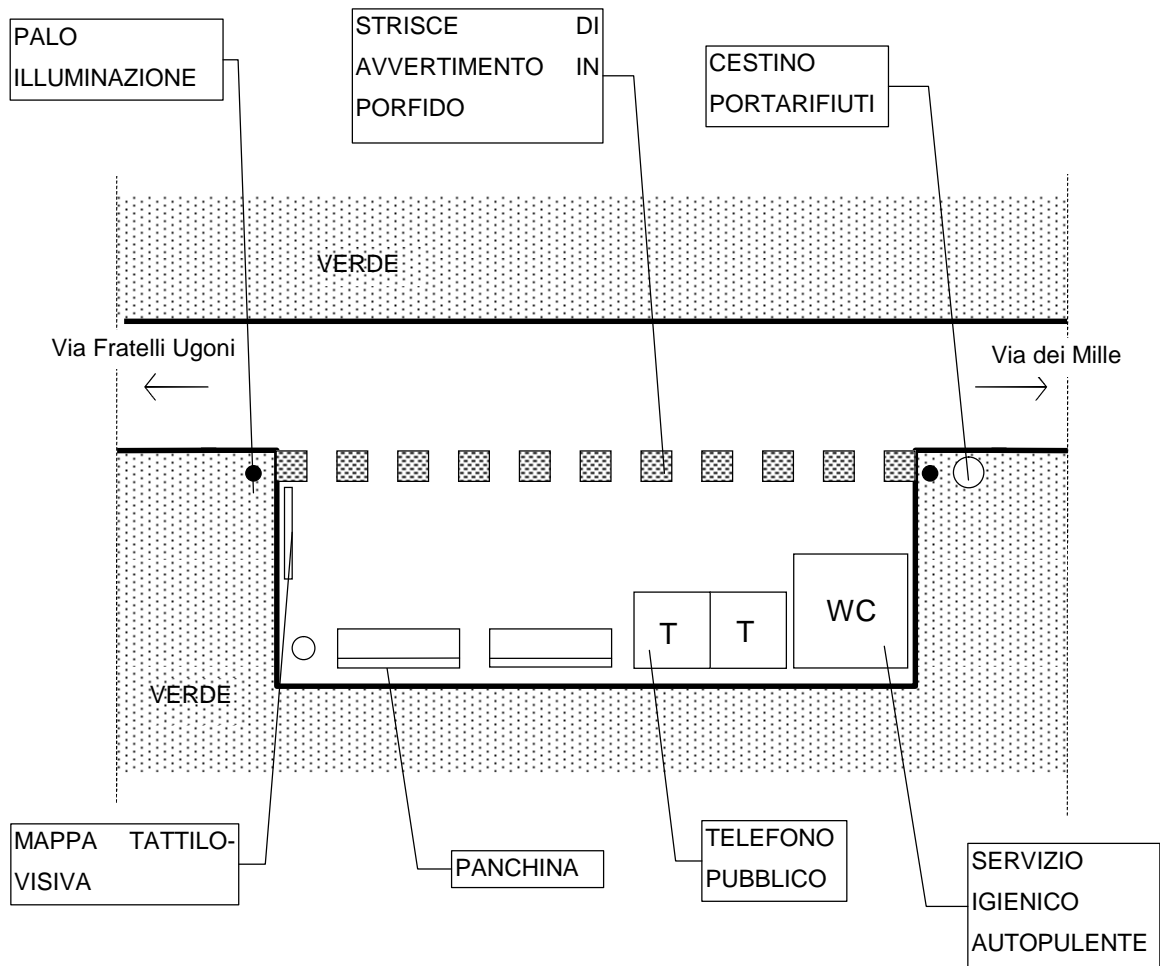 PALO
ILLUMINAZIONE
STRISCE DI
AVVERTIMENTO IN
PORFIDO
CESTINO
PORTARIFIUTI
VERDE
Via Fratelli Ugoni
Via dei Mille
WC
T T
VERDE
MAPPA TATTILO-
VISIVA
PANCHINA
TELEFONO
PUBBLICO
SERVIZIO
IGIENICO
AUTOPULENTE